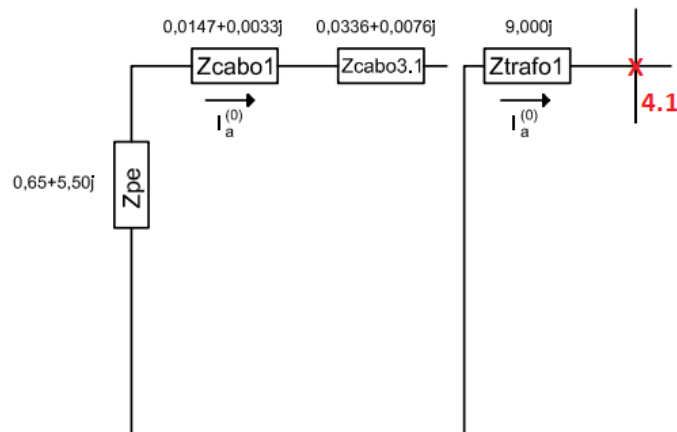 0,0147+0,0033j
0,0336+0,0076j
9,000j
Zcabo1
Zcabo3.1
Ztrafo1
4.1
I a (0)
I a (0)
0,65+5,50j
Zpe